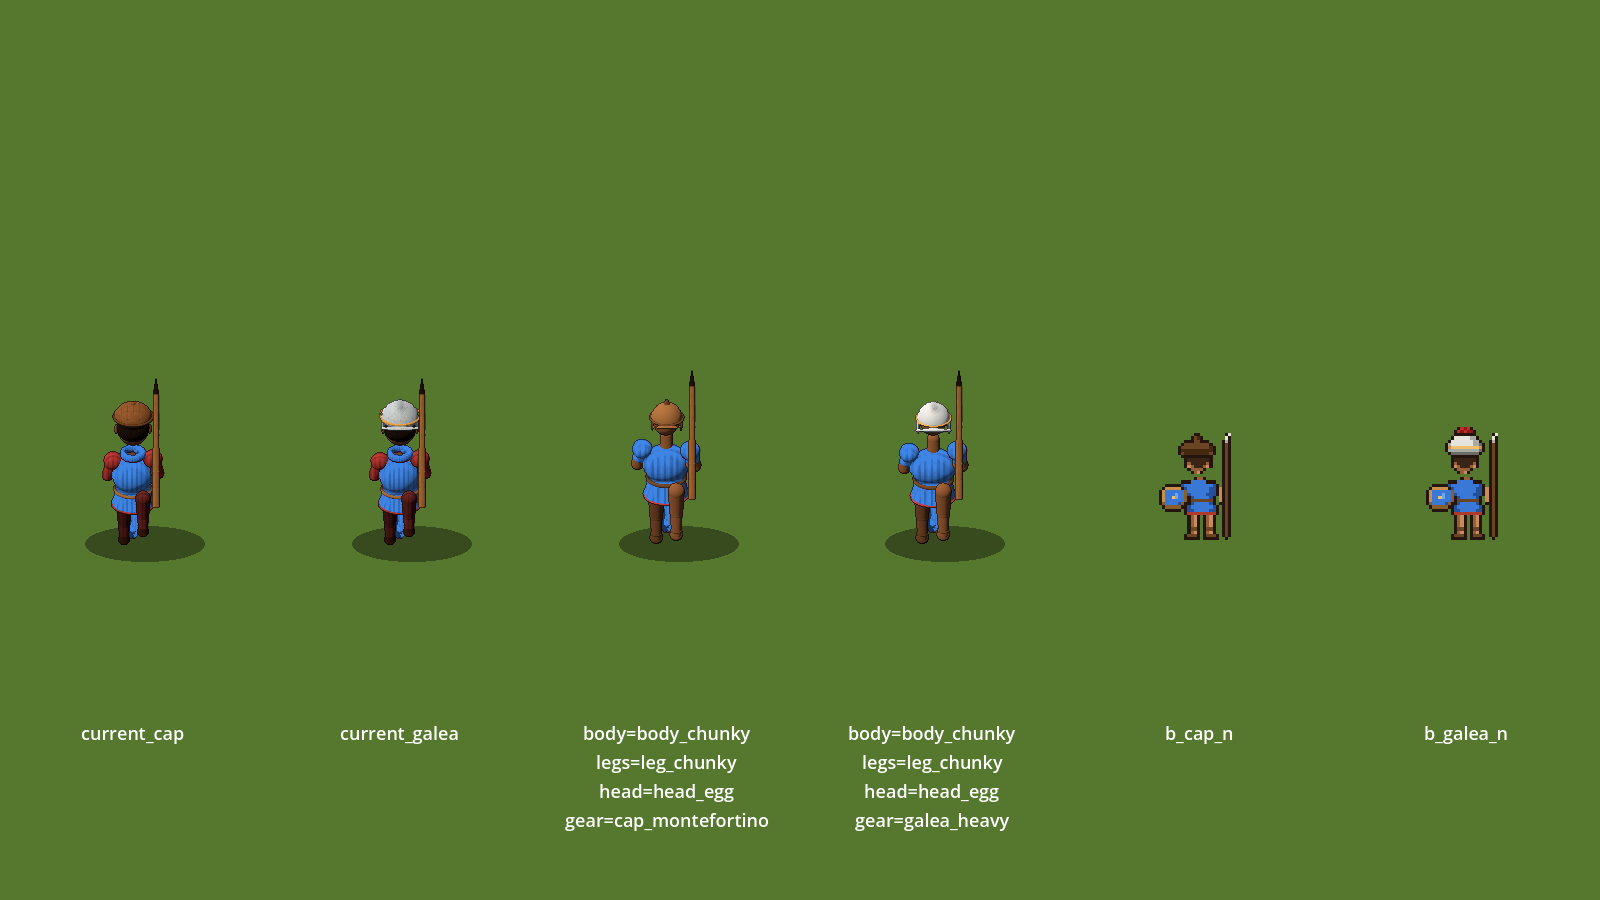 current_cap
current_galea
body=body_chunky
legs=leg_chunky
head=head_egg
gear=cap_montefortino
body=body_chunky
legs=leg_chunky
head=head_egg
gear=galea_heavy
b_cap_n
b_galea_n